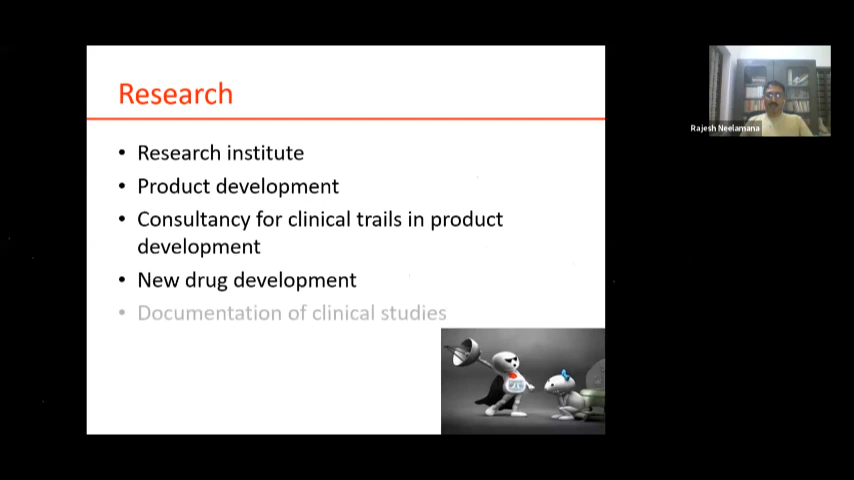 Research
• Research institute
• Product development
• Consultancy for clinical trails in product
development
• New drug development
• Documentation of clinical studies
Rajesh Neelamana